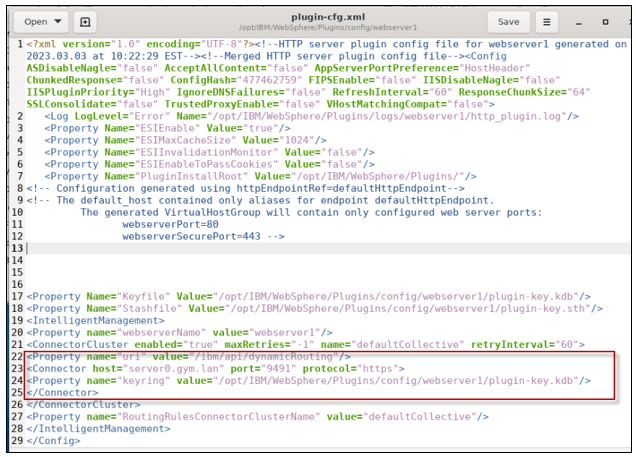 Open
plugin-cfg.xml
/opt/IBM/WebSphere/Plugins/config/webserver1
Save
1 <?xml version="1.0" encoding="UTF-8"?><!--HTTP server plugin config file for webserver1 generated on
2023.03.03 at 10:22:29 EST--><!--Merged HTTP server plugin config file--><Config
ASDisableNagle="false" AcceptAllContent="false" AppServerPortPreference="HostHeader"
ChunkedResponse="false" ConfigHash="477462759" FIPSEnable="false" IISDisableNagle="false"
IISPluginPriority="High" IgnoreDNSFailures="false" RefreshInterval="60" ResponseChunkSize="64"
SSLConsolidate="false" TrustedProxyEnable="false" VHostMatchingCompat="false">
2 <Log LogLevel="Error" Name="/opt/IBM/WebSphere/Plugins/logs/webserver1/http_plugin.log"/>
3 <Property Name="ESIEnable" Value="true"/>
4 <Property Name="ESIMaxCacheSize" Value="1024"/>
5 <Property Name="ESIInvalidationMonitor" Value="false"/>
6 <Property Name="ESIEnableToPassCookies" Value="false"/>
7 <Property Name="PluginInstallRoot" Value="/opt/IBM/WebSphere/Plugins/"/>
8 <!-- Configuration generated using httpEndpointRef=defaultHttpEndpoint-->
9 <!-- The default_host contained only aliases for endpoint defaultHttpEndpoint.
10 The generated VirtualHostGroup will contain only configured web server ports:
11 webserverPort=80
12 webserverSecurePort=443 -->
13
14
15
16
17 <Property Name="Keyfile" Value="/opt/IBM/WebSphere/Plugins/config/webserver1/plugin-key.kdb"/>
18 <Property Name="Stashfile" Value="/opt/IBM/WebSphere/Plugins/config/webserver1/plugin-key.sth"/>
19 <IntelligentManagement>
20 <Property name="webserverName" value="webserver1"/>
21 <ConnectorCluster enabled="true" maxRetries="-1" name="defaultCollective" retryInterval="60">
22 <Property name="uri" value="/ibm/api/dynamicRouting"/>
23 <Connector host="server0.gym.lan" port="9491" protocol="https">
24 <Property name="keyring" value="/opt/IBM/WebSphere/Plugins/config/webserver1/plugin-key.kdb"/>
25 </Connector>
26 </ConnectorCluster>
27 <Property name="RoutingRulesConnectorClusterName" value="defaultCollective"/>
28 </IntelligentManagement>
29 </Config>